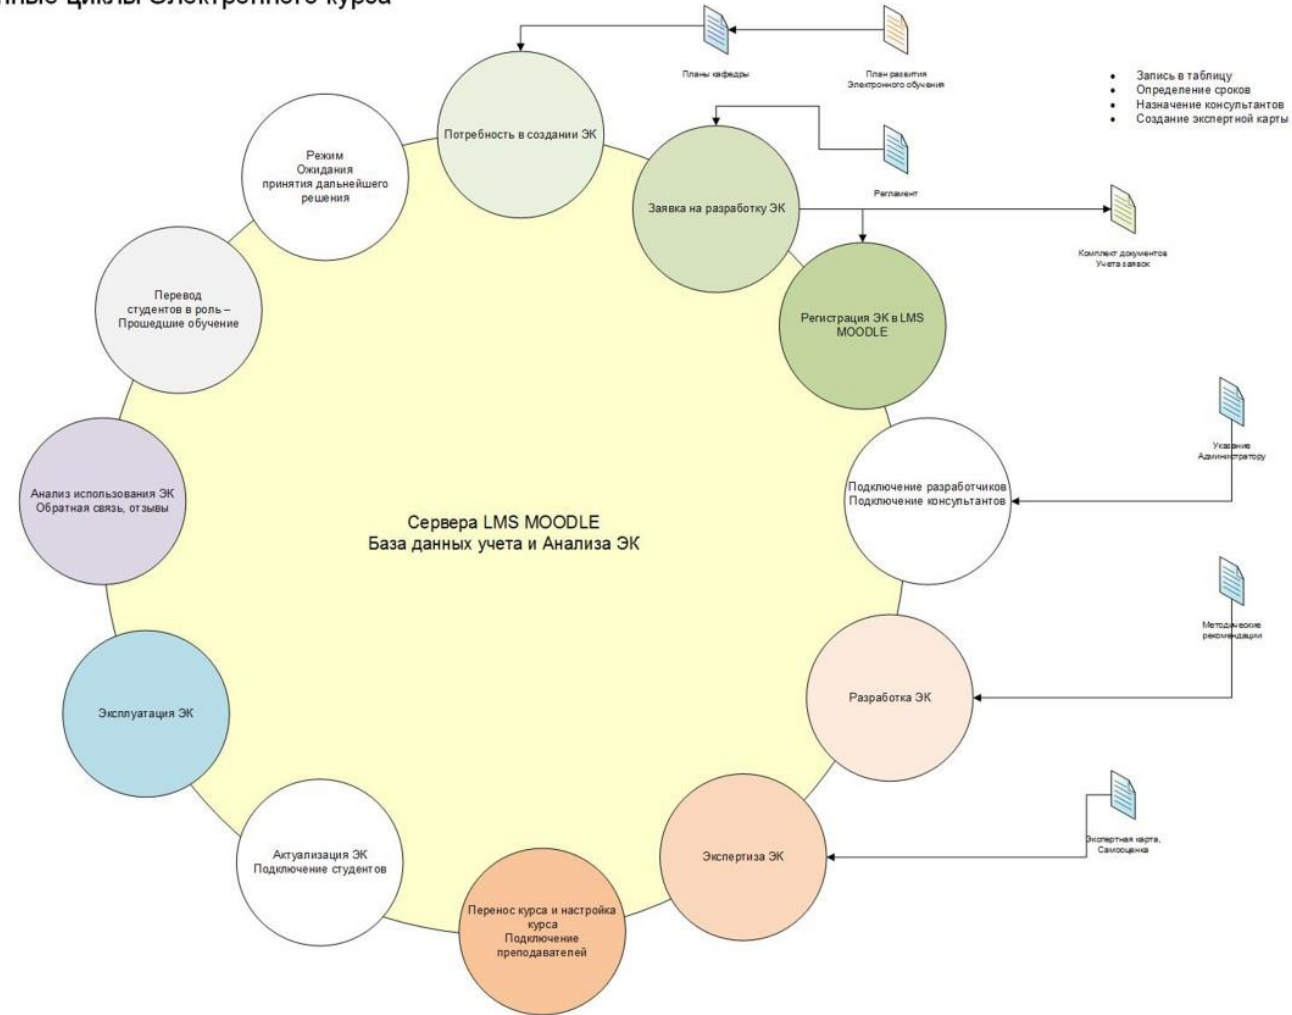 циклы Электронного курса
Планы кафедры
План развития
Электронного обучения
Запись в таблицу
Определение сроков
Назначение консультантов
Создание экспертной карты
Потребность в создании ЭК
Режим
Ожидания
принятия дальнейшего
решения
Заявка на разработку ЭК
Регламент
Комплект документов
Учета заявок
Регистрация ЭК в LMS
MOODLE
Перевод
студентов в роль –
Прошедшие обучение
Указание
Администратору
Подключение разработчиков
Подключение консультантов
Анализ использования ЭК
Обратная связь, отзывы
Сервера LMS MOODLE
База данных учета и Анализа ЭК
Методические
рекомендации
Разработка ЭК
Эксплуатация ЭК
Экспертная карта,
Самооценка
Экспертиза ЭК
Актуализация ЭК
Подключение студентов
Перенос курса и настройка
курса
Подключение
преподавателей